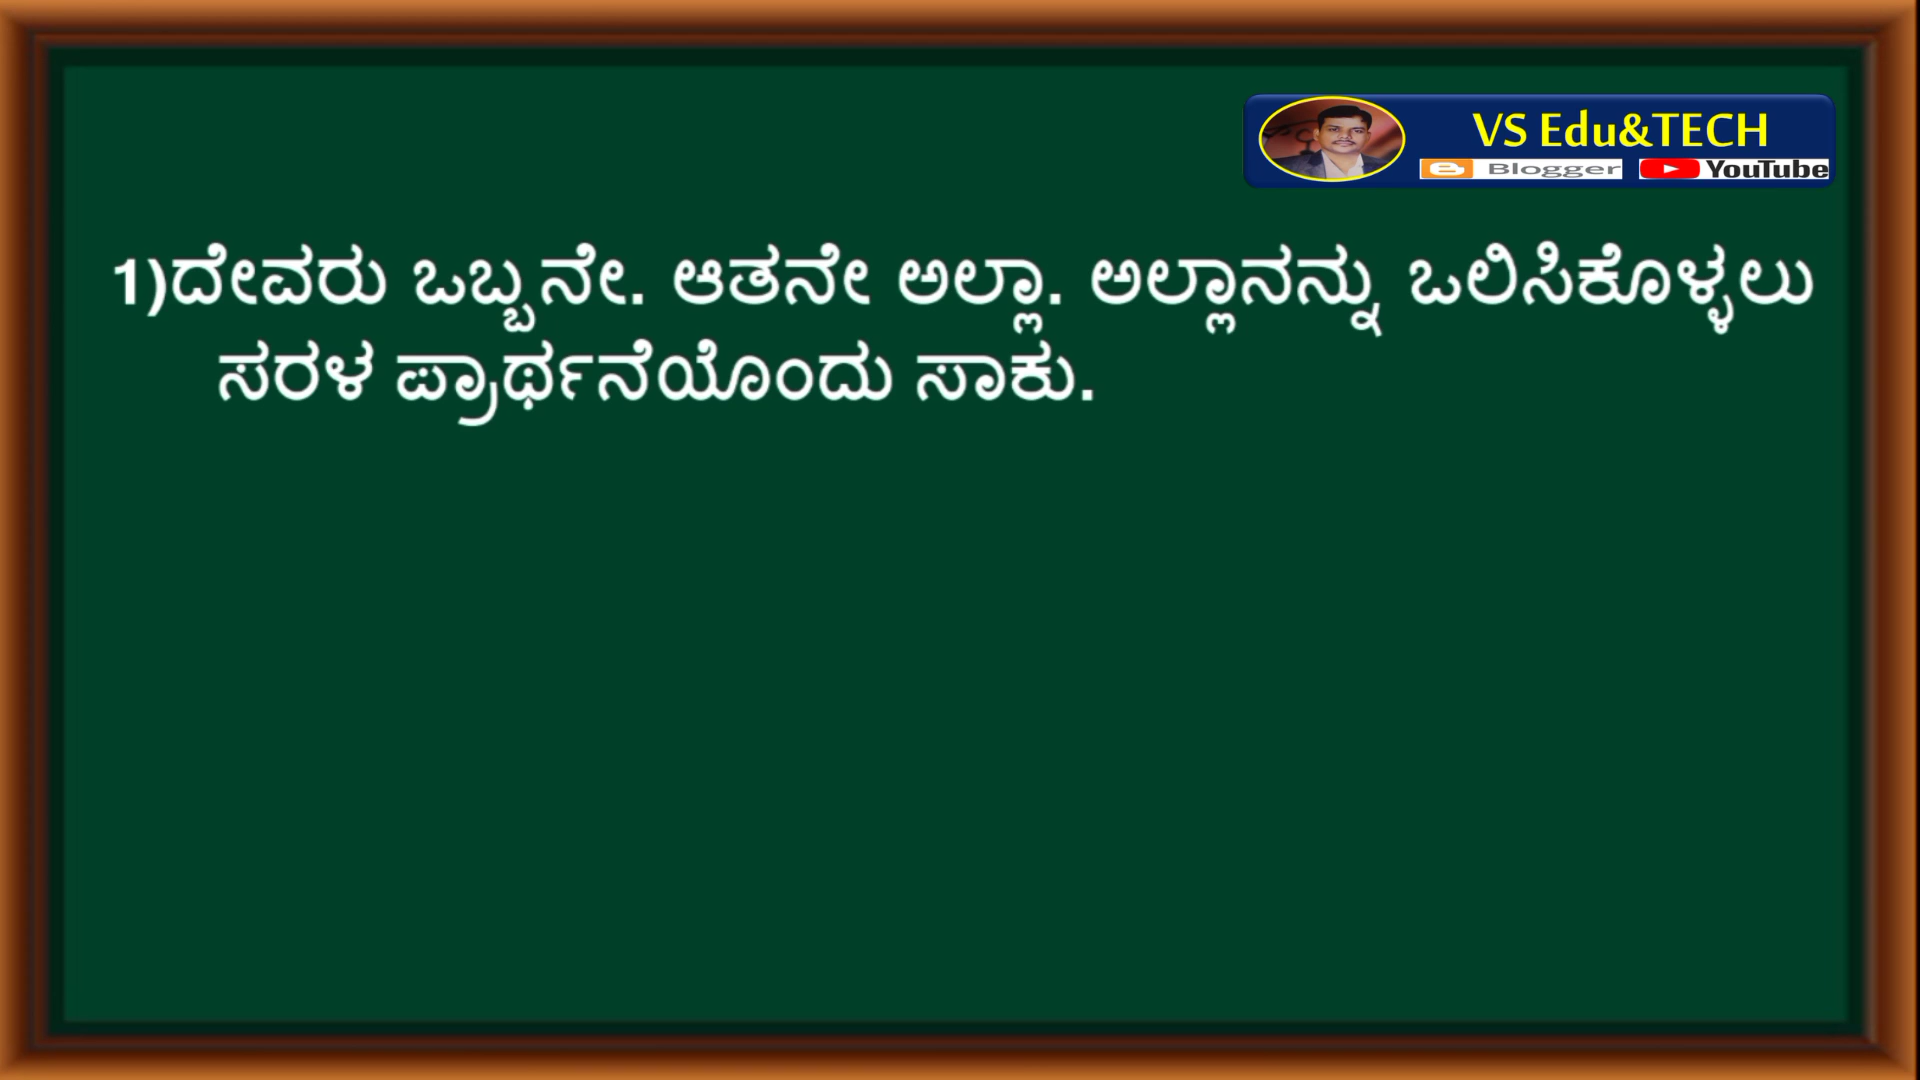 VS Edu&TECH
Blogger YouTube
1)ದೇವರು ಒಬ್ಬನೇ. ಆತನೇ ಅಲ್ಲಾ. ಅಲ್ಲಾನನ್ನು ಒಲಿಸಿಕೊಳ್ಳಲು
ಸರಳ ಪ್ರಾರ್ಥನೆಯೊಂದು ಸಾಕು.